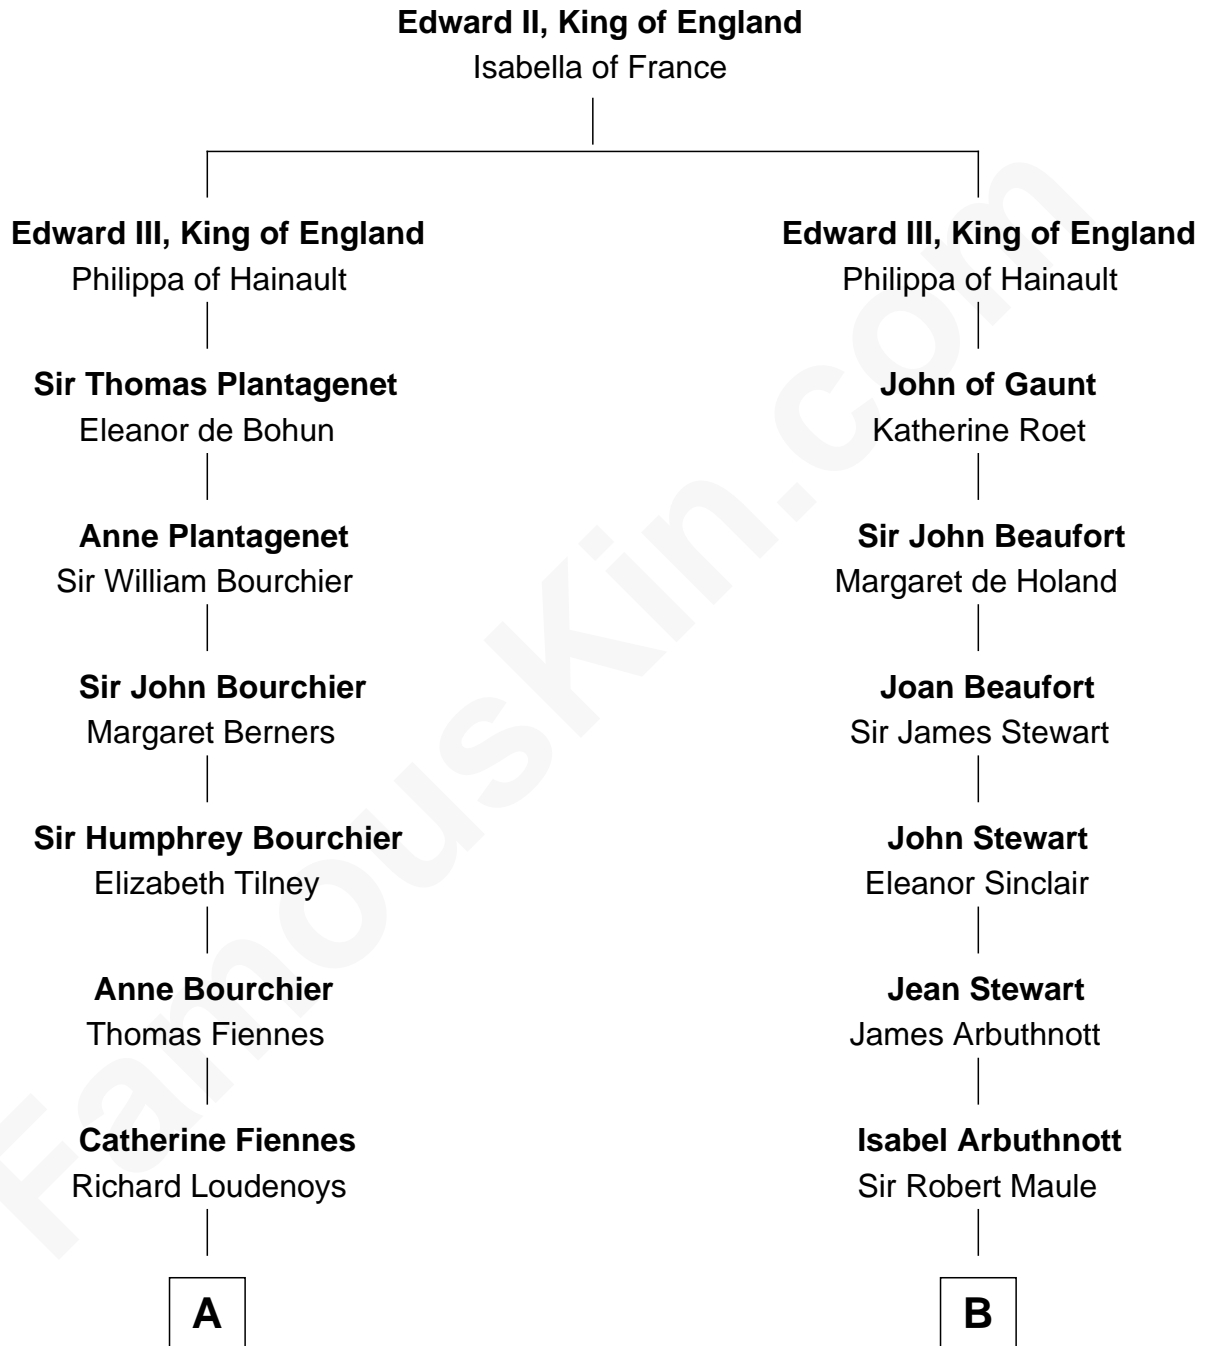 Edward II, King of England
Isabella of France
Edward III, King of England
Philippa of Hainault
Edward III, King of England
Philippa of Hainault
Sir Thomas Plantagenet
Eleanor de Bohun
John of Gaunt
Katherine Roet
Anne Plantagenet
Sir William Bourchier
Sir John Beaufort
Margaret de Holand
Sir John Bourchier
Margaret Berners
Joan Beaufort
Sir James Stewart
Sir Humphrey Bourchier
Elizabeth Tilney
John Stewart
Eleanor Sinclair
Anne Bourchier
Thomas Fiennes
Jean Stewart
James Arbuthnott
Catherine Fiennes
Richard Loudenoys
Isabel Arbuthnott
Sir Robert Maule
A
B
FamousKin.com